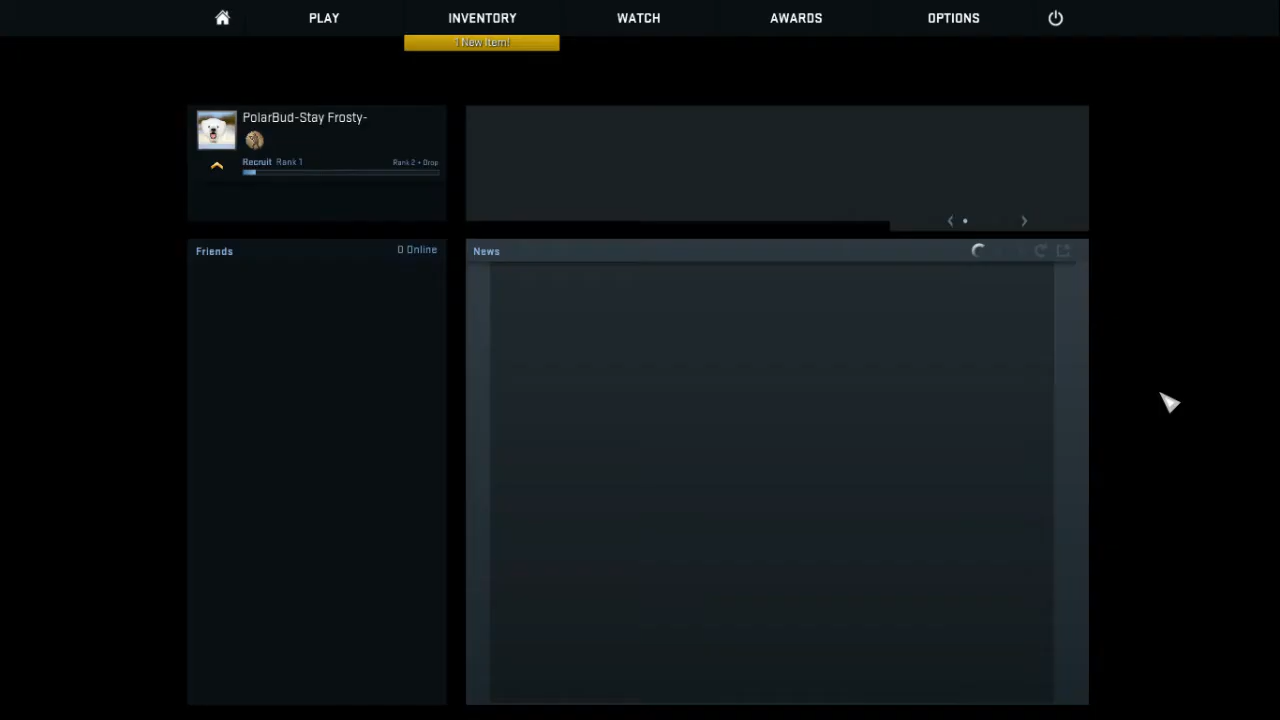 PLAY
INVENTORY
WATCH
AWARDS
OPTIONS
1 New Item!
PolarBud-Stay Frosty-
Recruit Rank 1
Rank 2 + Drop
Friends
0 Online
News